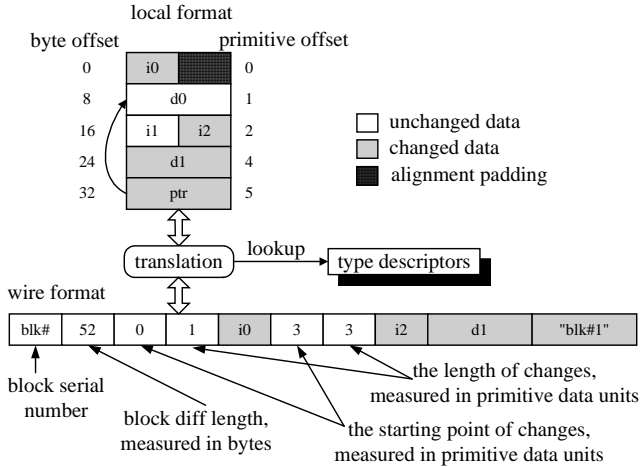 local format
byte offset
primitive offset
0 i0 0
8 d0 1
16 i1 i2 2
24 d1 4
32 ptr 5
unchanged data
changed data
alignment padding
translation
lookup
type descriptors
wire format
blk# 52 0 1 i0 3 3 i2 d1 "blk#1"
block serial
number
block diff length,
measured in bytes
the length of changes,
measured in primitive data units
the starting point of changes,
measured in primitive data units